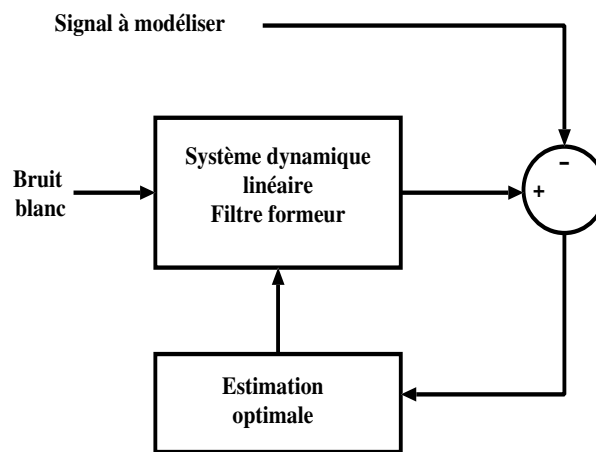 Signal à modéliser
Système dynamique
linéaire
Filtre formeur
Bruit
blanc
-
+
Estimation
optimale